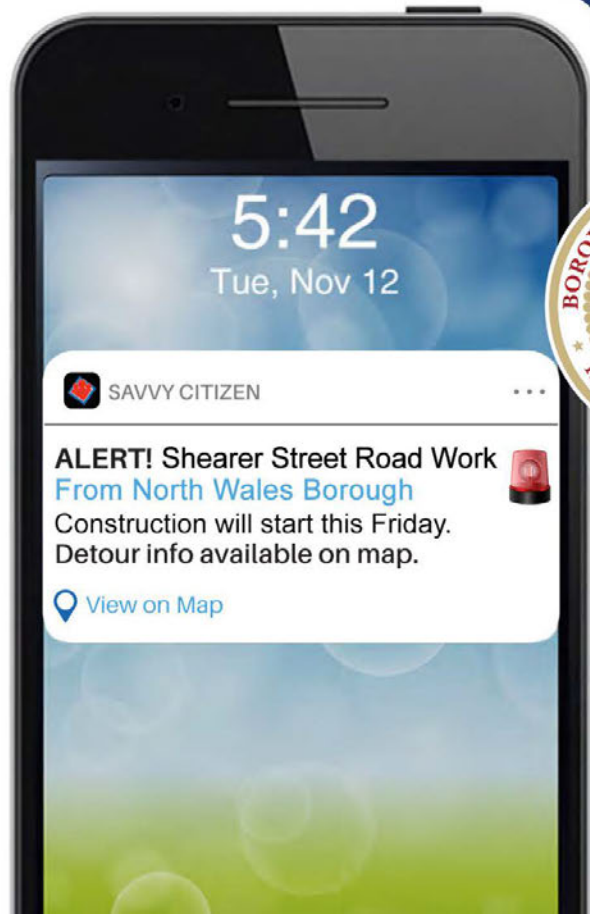 5:42
Tue, Nov 12
SAVVY CITIZEN
ALERT! Shearer Street Road Work
From North Wales Borough
Construction will start this Friday.
Detour info available on map.
View on Map